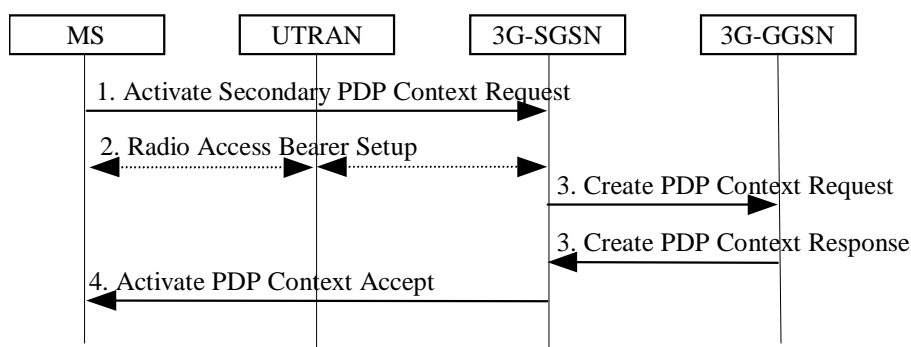 MS
UTRAN
3G-SGSN
3G-GGSN
1. Activate Secondary PDP Context Request
2. Radio Access Bearer Setup
3. Create PDP Context Request
3. Create PDP Context Response
4. Activate PDP Context Accept